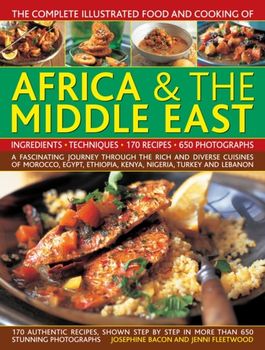 THE COMPLETE ILLUSTRATED FOOD AND COOKING OF
AFRICA & THE
MIDDLE EAST
INGREDIENTS • TECHNIQUES • 170 RECIPES • 650 PHOTOGRAPHS
A FASCINATING JOURNEY THROUGH THE RICH AND DIVERSE CUISINES
OF MOROCCO, EGYPT, ETHIOPIA, KENYA, NIGERIA, TURKEY AND LEBANON
170 AUTHENTIC RECIPES, SHOWN STEP BY STEP IN MORE THAN 650
STUNNING PHOTOGRAPHS JOSEPHINE BACON AND JENNI FLEETWOOD